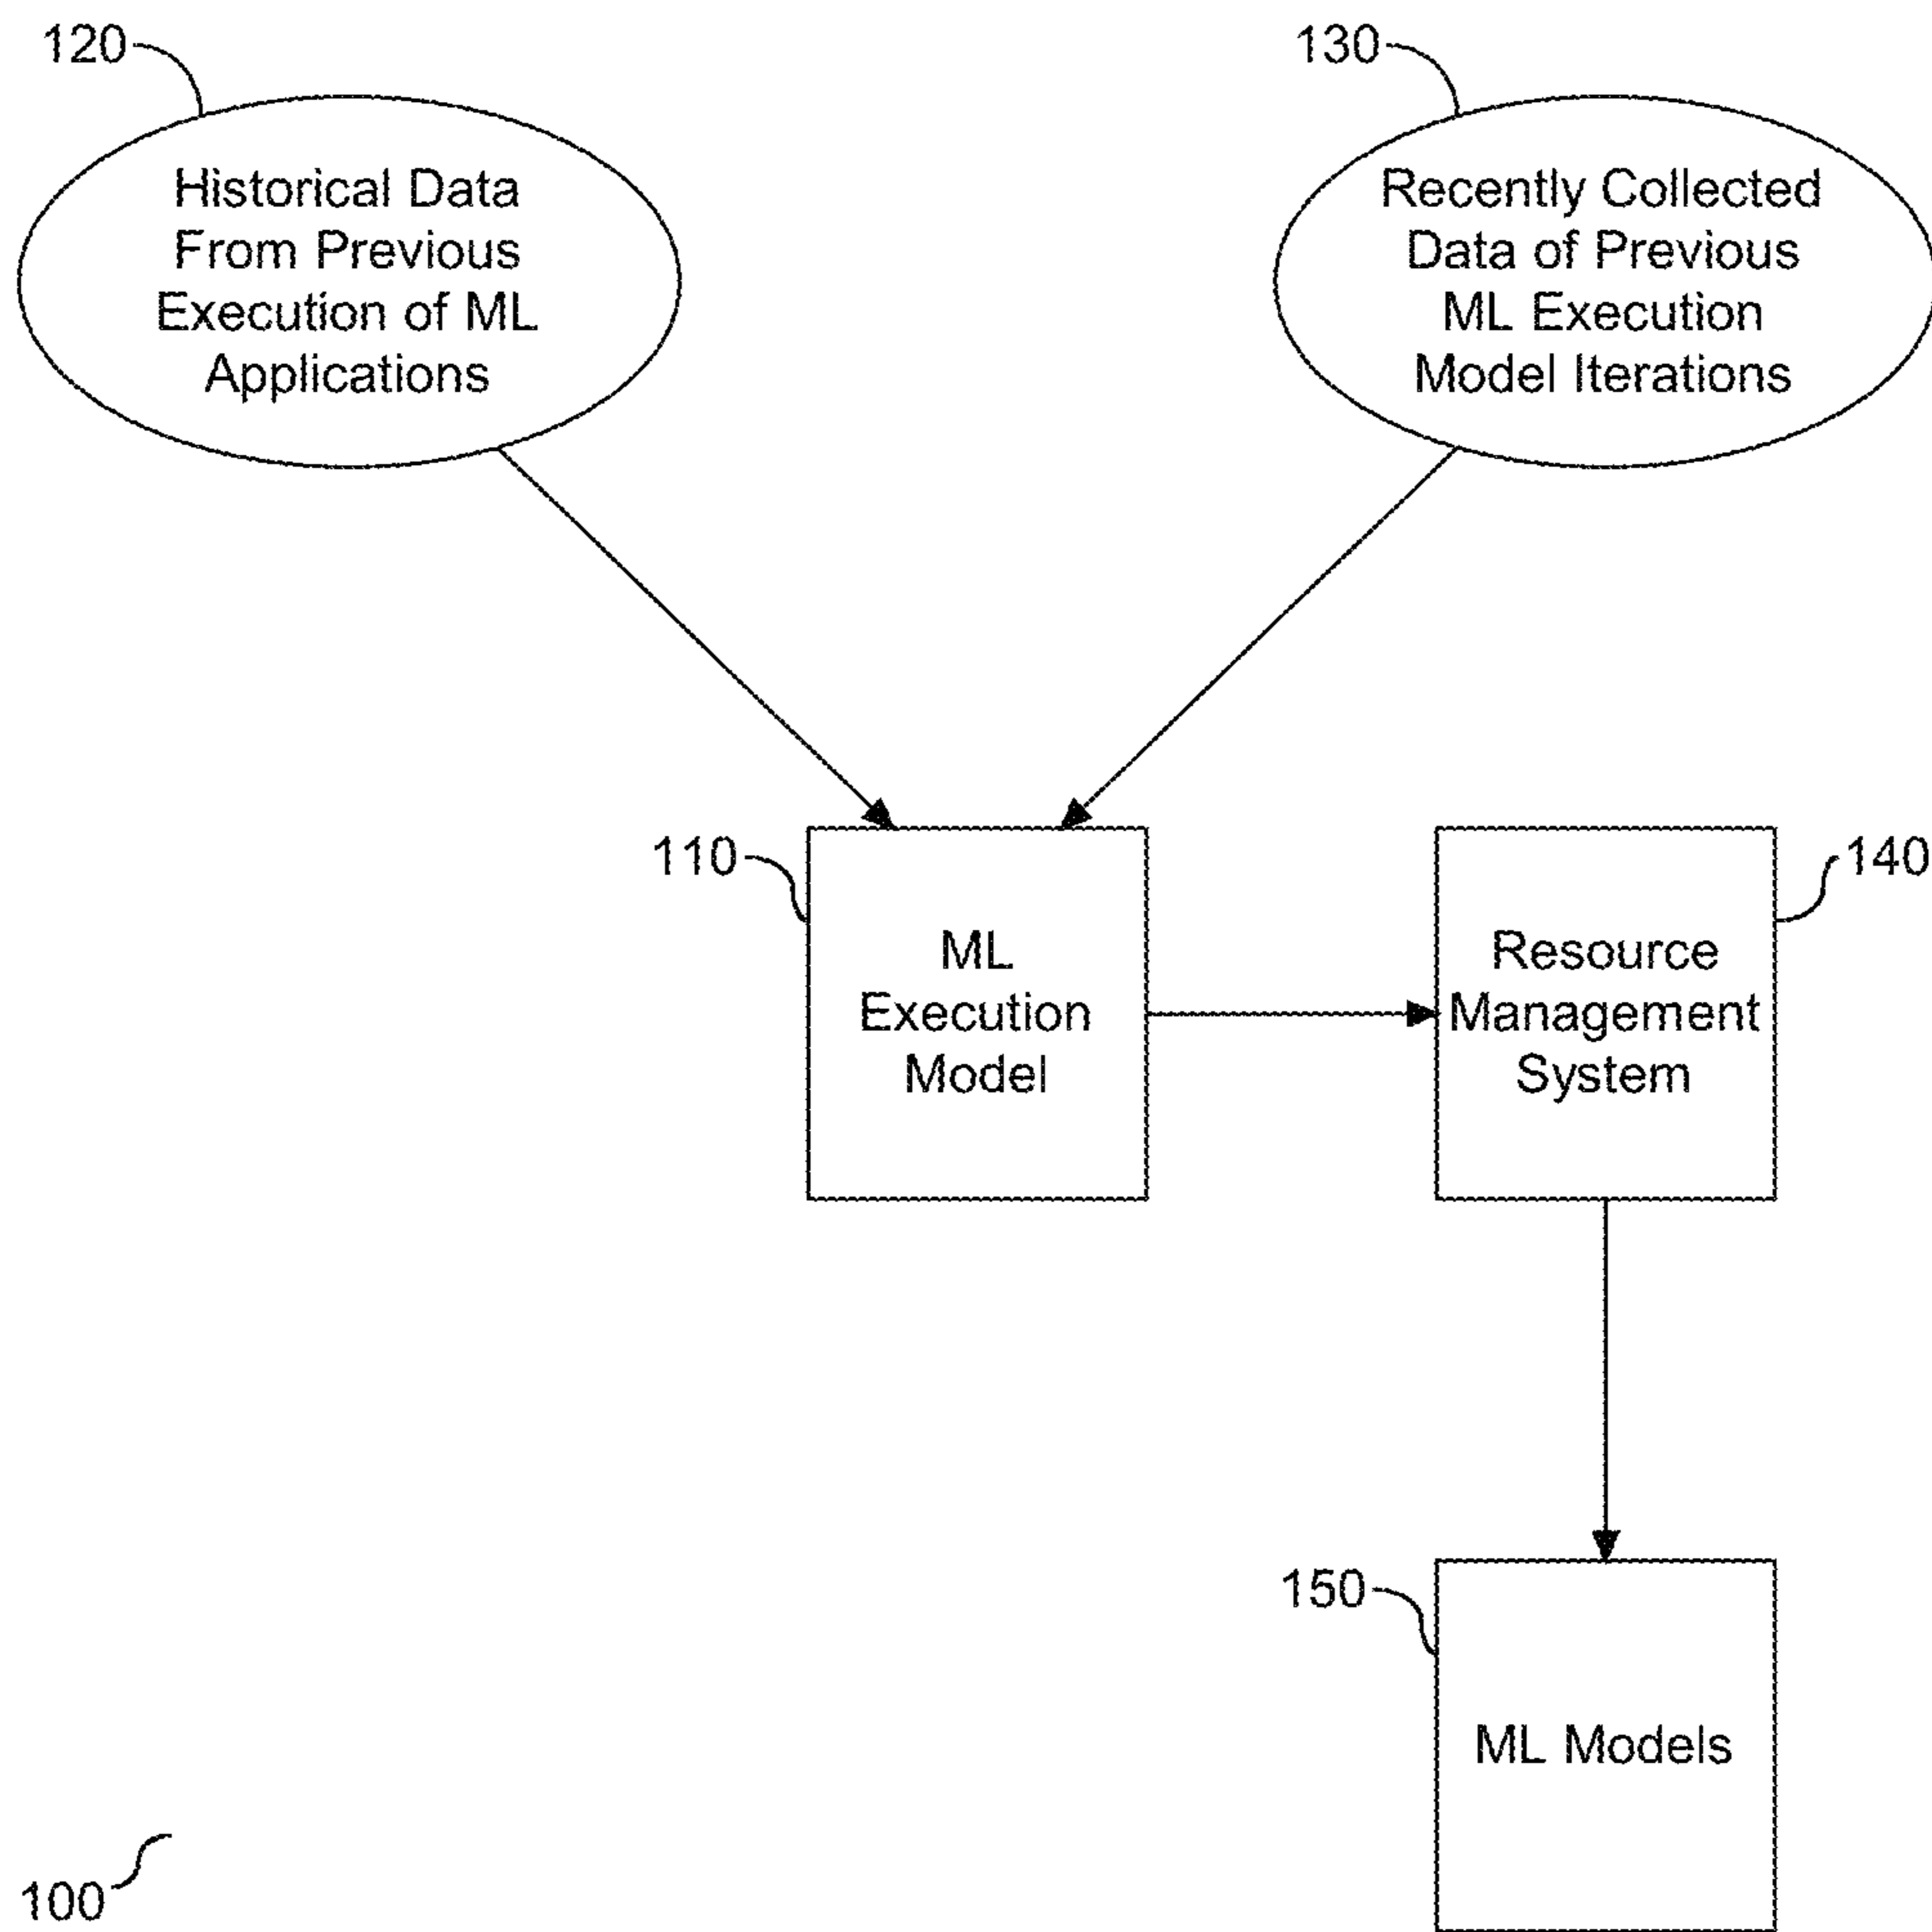 120
130
Historical Data
From Previous
Execution of ML
Applications
Recently Collected
Data of Previous
ML Execution
Model Iterations
110
140
ML
Execution
Model
Resource
Management
System
150
ML Models
100